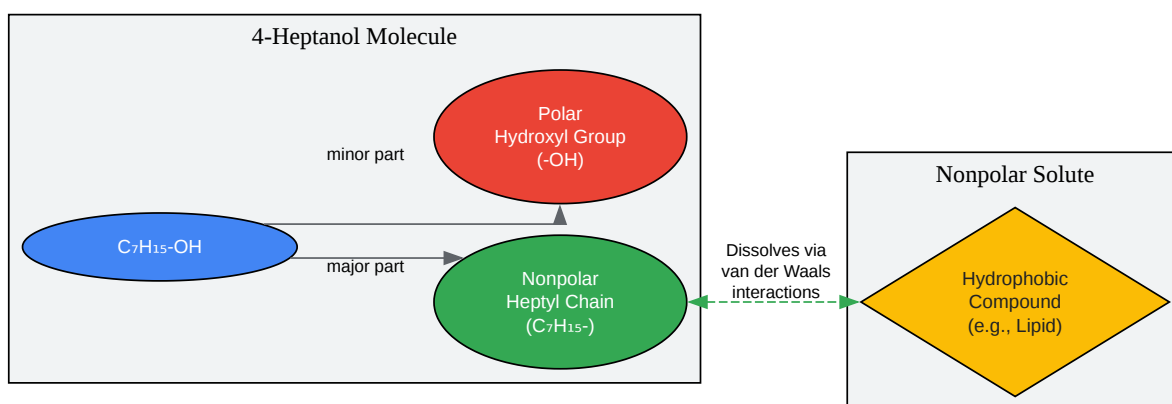 4-Heptanol Molecule
Polar
Hydroxyl Group
(-OH)
minor part
C₇H₁₅-OH
major part
Nonpolar
Heptyl Chain
(C₇H₁₅-)
Dissolves via
van der Waals
interactions
Nonpolar Solute
Hydrophobic
Compound
(e.g., Lipid)